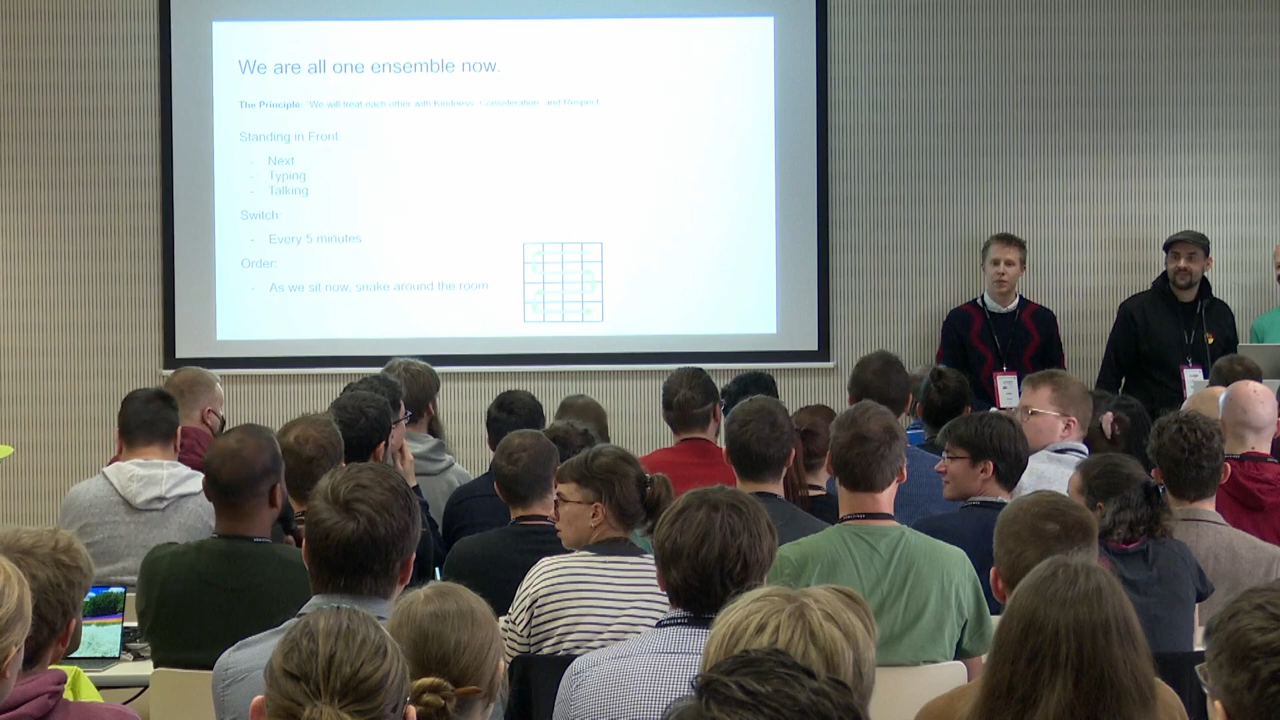 We are all one ensemble now.
The Principle: "We will treat each other with Kindness, Consideration, and Respect.
Standing in Front:
- Next
- Typing
- Talking
Switch:
- Every 5 minutes
Order:
- As we sit now, snake around the room